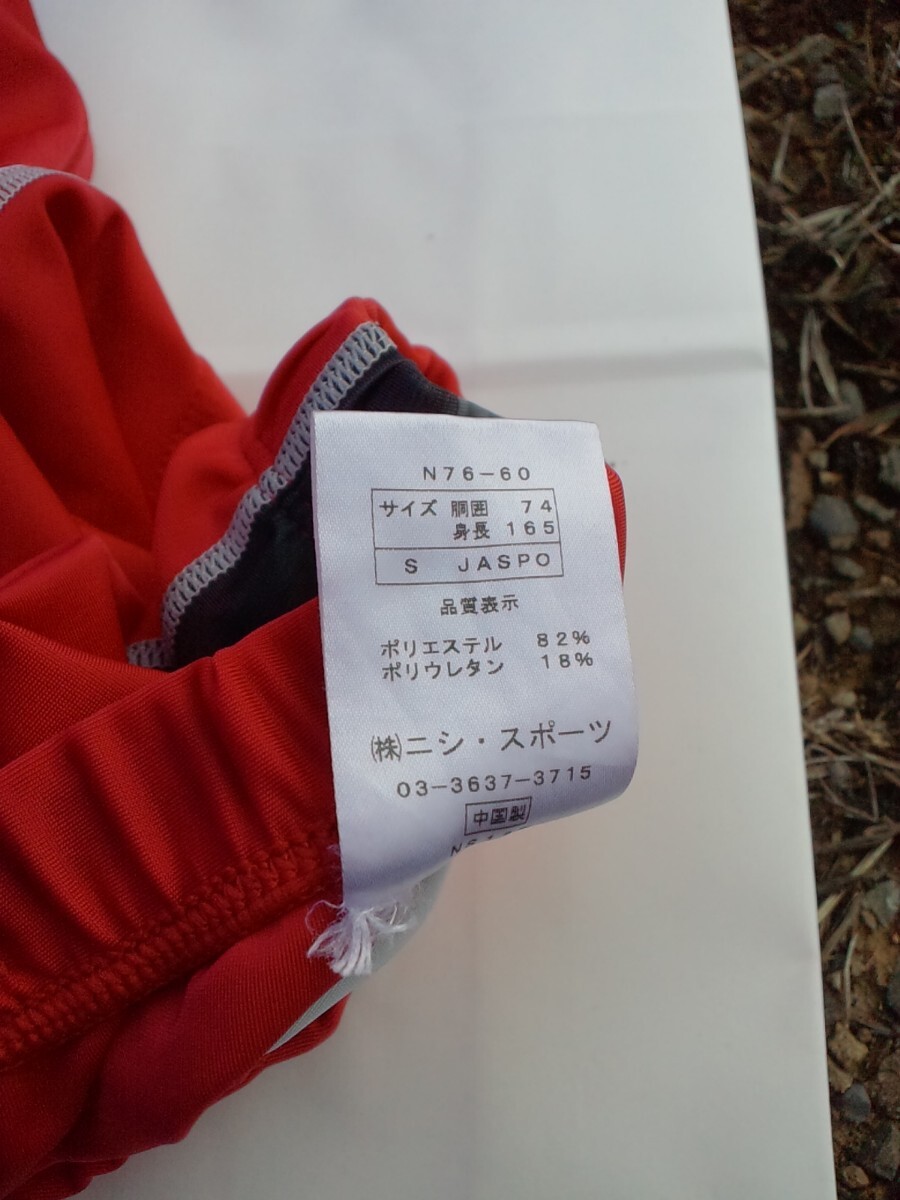 N76-60
サイズ 胴囲 74
身長 165
S JASPO
品質表示
ポリエステル 82%
ポリウレタン 18%
㈱ニシ・スポーツ
03-3637-3715
中国製